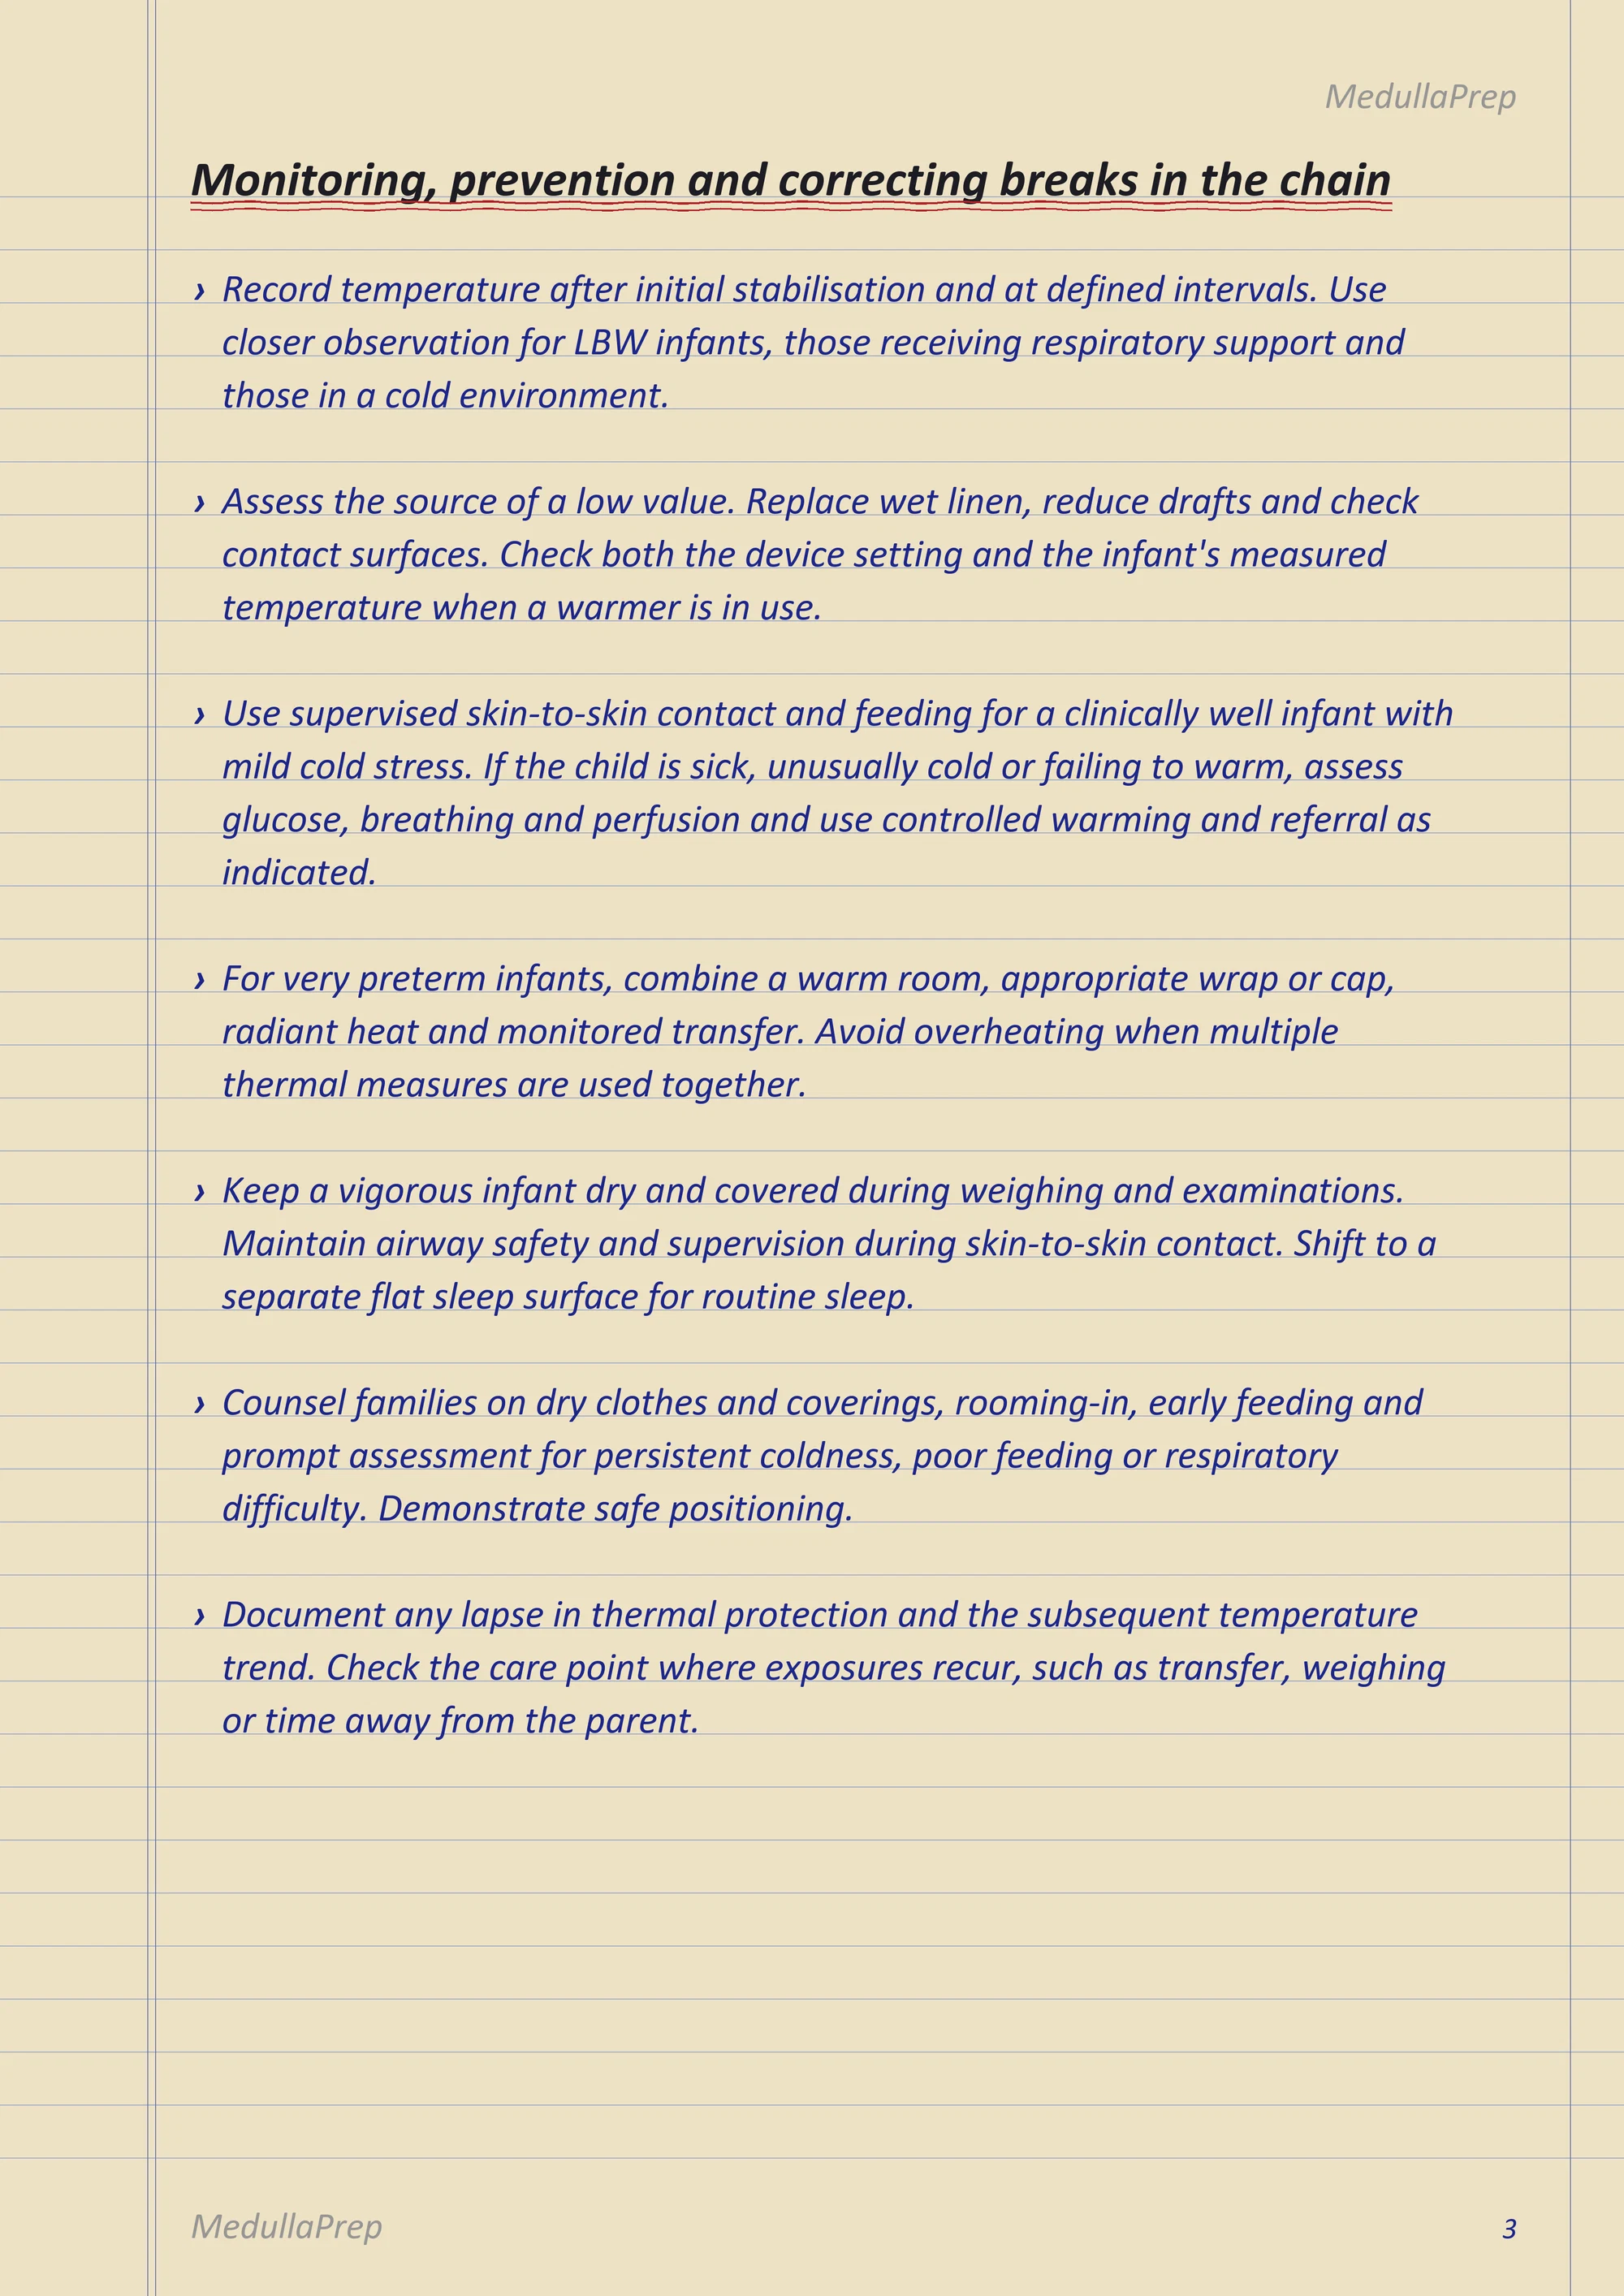 MedullaPrep
Monitoring, prevention and correcting breaks in the chain
› Record temperature after initial stabilisation and at defined intervals. Use
closer observation for LBW infants, those receiving respiratory support and
those in a cold environment.
› Assess the source of a low value. Replace wet linen, reduce drafts and check
contact surfaces. Check both the device setting and the infant's measured
temperature when a warmer is in use.
› Use supervised skin-to-skin contact and feeding for a clinically well infant with
mild cold stress. If the child is sick, unusually cold or failing to warm, assess
glucose, breathing and perfusion and use controlled warming and referral as
indicated.
› For very preterm infants, combine a warm room, appropriate wrap or cap,
radiant heat and monitored transfer. Avoid overheating when multiple
thermal measures are used together.
› Keep a vigorous infant dry and covered during weighing and examinations.
Maintain airway safety and supervision during skin-to-skin contact. Shift to a
separate flat sleep surface for routine sleep.
› Counsel families on dry clothes and coverings, rooming-in, early feeding and
prompt assessment for persistent coldness, poor feeding or respiratory
difficulty. Demonstrate safe positioning.
› Document any lapse in thermal protection and the subsequent temperature
trend. Check the care point where exposures recur, such as transfer, weighing
or time away from the parent.
MedullaPrep
3